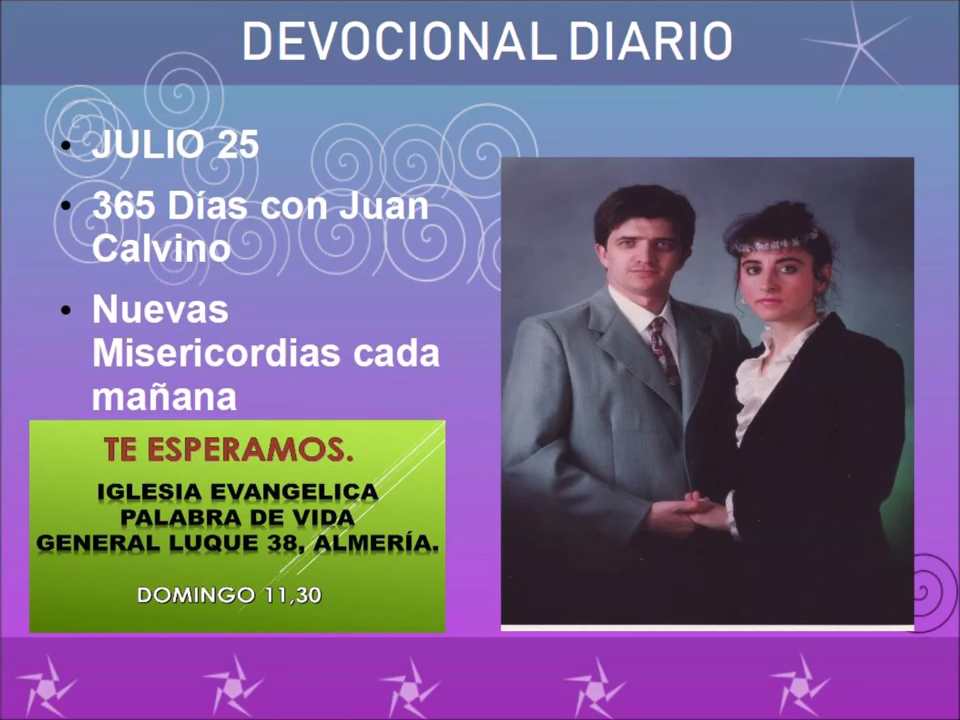 DEVOCIONAL DIARIO
• JULIO 25
• 365 Días con Juan
Calvino
• Nuevas
Misericordias cada
mañana
TE ESPERAMOS.
IGLESIA EVANGELICA
PALABRA DE VIDA
GENERAL LUQUE 38, ALMERÍA.
DOMINGO 11,30